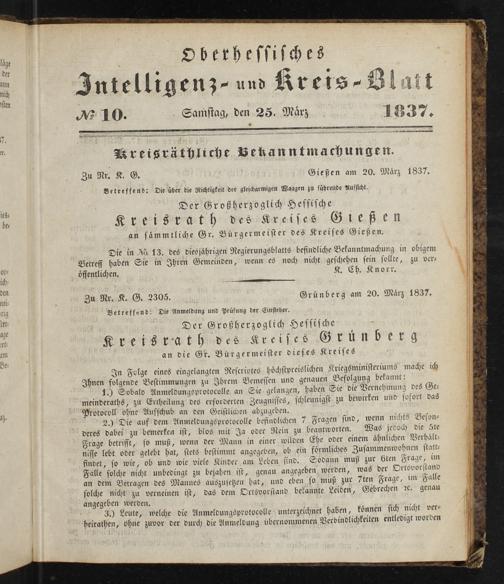 Oberhessisches
Intelligenz- und Kreis-Blatt
№ 10. Samstag, den 25. März 1837.
Kreisräthliche Bekanntmachungen.
Zu Nr. K. G. Gießen am 20. März 1837.
Betreffend: Die über die Richtigkeit der gleicharmigen Waagen zu führende Aufsicht.
Der Großherzoglich Hessische
Kreisrath des Kreises Gießen
an sämmtliche Gr. Bürgermeister des Kreises Gießen.
Die in No. 13. des diesjährigen Regierungsblatts befindliche Bekanntmachung in obigem
Betreff haben Sie in Ihren Gemeinden, wenn es noch nicht geschehen sein sollte, zu ver-
öffentlichen. K. Ch. Knorr.
Zu Nr. K. G. 2305. Grünberg am 20. März 1837.
Betreffend: Die Anmeldung und Prüfung der Einsteher.
Der Großherzoglich Hessische
Kreisrath des Kreises Grünberg
an die Gr. Bürgermeister dieses Kreises
In Folge eines eingelangten Rescriptes höchstpreislichen Kriegsministeriums mache ich
Ihnen folgende Bestimmungen zu Ihrem Bemessen und genauen Befolgung bekannt:
1.) Sobald Anmeldungsprotocolle an Sie gelangen, haben Sie die Vernehmung des Ge-
meinderaths, zu Ertheilung des erforderten Zeugnisses, schleunigst zu bewirken und sofort das
Protocoll ohne Aufschub an den Geistlichen abzugeben.
2.) Die auf dem Anmeldungsprotocolle befindlichen 7 Fragen sind, wenn nichts Beson-
deres dabei zu bemerken ist, blos mit Ja oder Nein zu beantworten. Was jedoch die 5te
Frage betrifft, so muß, wenn der Mann in einer wilden Ehe oder einem ähnlichen Verhält-
nisse lebt oder gelebt hat, stets bestimmt angegeben, ob ein förmliches Zusammenwohnen statt-
findet, so wie, ob und wie viele Kinder am Leben sind. Sodann muß zur 6ten Frage, im
Falle solche nicht unbedingt zu bejahen ist, genau angegeben werden, was der Ortsvorstand
an dem Betragen des Mannes auszusetzen hat, und eben so muß zur 7ten Frage, im Falle
solche nicht zu verneinen ist, das dem Ortsvorstand bekannte Leiden, Gebrechen ꝛc. genau
angegeben werden.
3.) Leute, welche die Anmeldungsprotocolle unterzeichnet haben, können sich nicht ver-
heirathen, ohne zuvor der durch die Anmeldung übernommenen Verbindlichkeiten entledigt worden